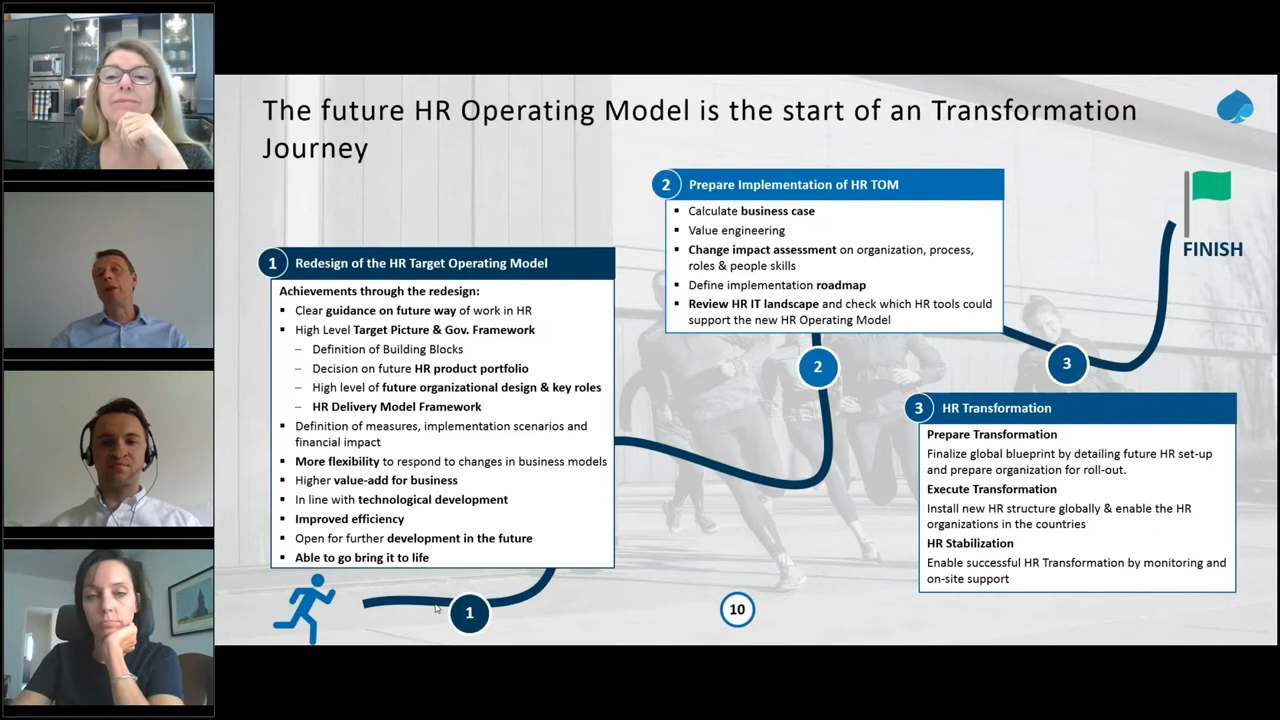 The future HR Operating Model is the start of an Transformation
Journey
1
Redesign of the HR Target Operating Model
Achievements through the redesign:
▪ Clear guidance on future way of work in HR
▪ High Level Target Picture & Gov. Framework
– Definition of Building Blocks
– Decision on future HR product portfolio
– High level of future organizational design & key roles
– HR Delivery Model Framework
▪ Definition of measures, implementation scenarios and
financial impact
▪ More flexibility to respond to changes in business models
▪ Higher value-add for business
▪ In line with technological development
▪ Improved efficiency
▪ Open for further development in the future
▪ Able to go bring it to life
1
2
Prepare Implementation of HR TOM
▪ Calculate business case
▪ Value engineering
▪ Change impact assessment on organization, process,
roles & people skills
▪ Define implementation roadmap
▪ Review HR IT landscape and check which HR tools could
support the new HR Operating Model
2
3
FINISH
3
HR Transformation
Prepare Transformation
Finalize global blueprint by detailing future HR set-up
and prepare organization for roll-out.
Execute Transformation
Install new HR structure globally & enable the HR
organizations in the countries
HR Stabilization
Enable successful HR Transformation by monitoring and
on-site support
10